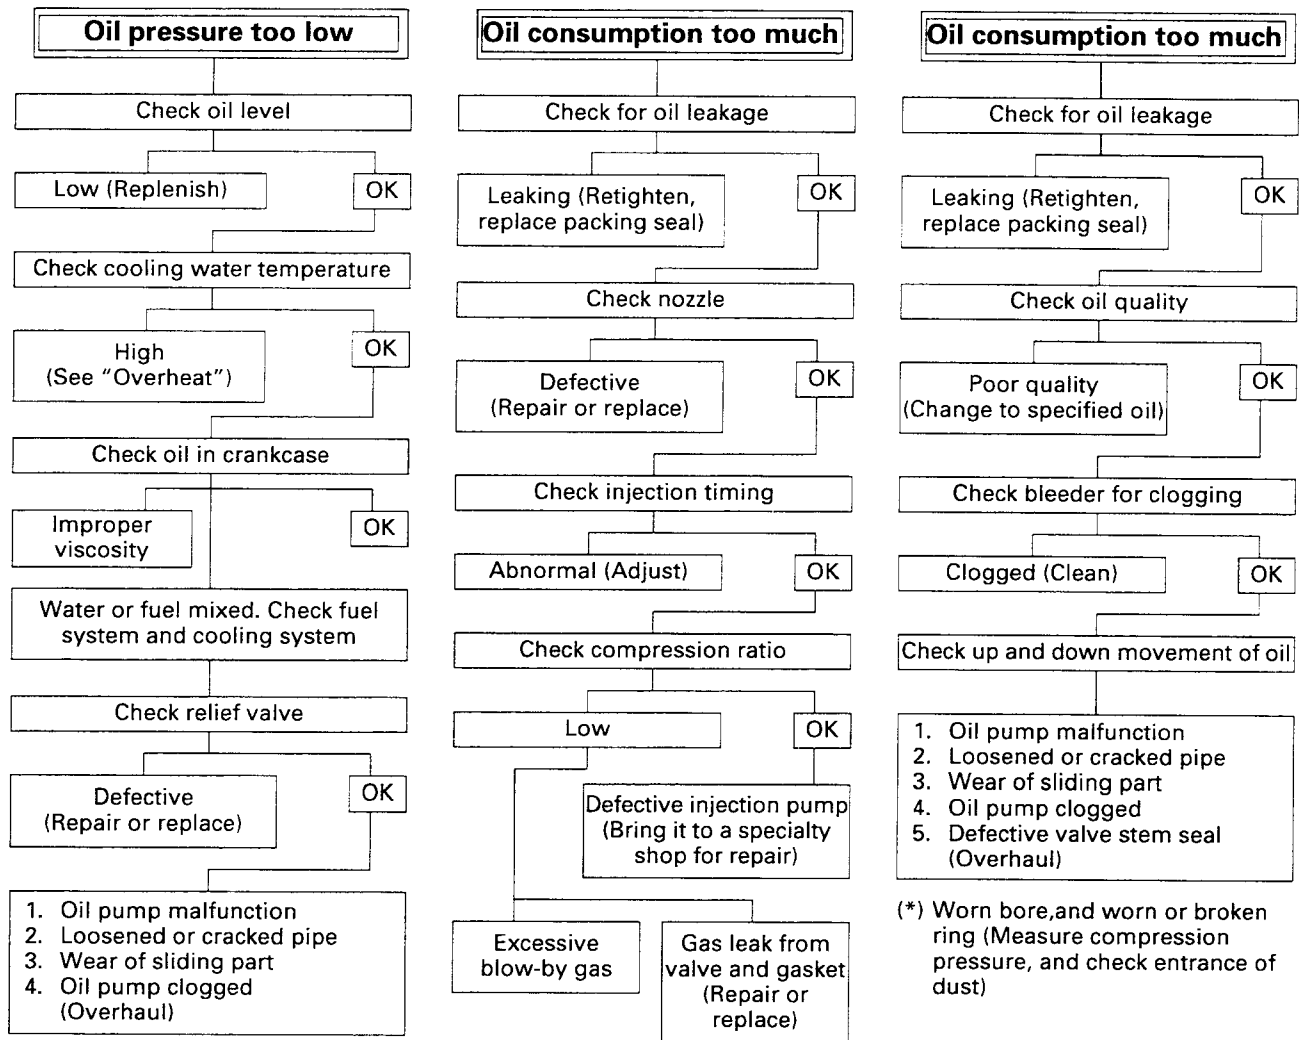 Oil pressure too low
Check oil level
Low (Replenish)
OK
Check cooling water temperature
High
(See "Overheat")
OK
Check oil in crankcase
Improper
viscosity
OK
Water or fuel mixed. Check fuel
system and cooling system
Check relief valve
Defective
(Repair or replace)
OK
1. Oil pump malfunction
2. Loosened or cracked pipe
3. Wear of sliding part
4. Oil pump clogged
(Overhaul)
Oil consumption too much
Check for oil leakage
Leaking (Retighten,
replace packing seal)
OK
Check nozzle
Defective
(Repair or replace)
OK
Check injection timing
Abnormal (Adjust)
OK
Check compression ratio
Low
OK
Defective injection pump
(Bring it to a specialty
shop for repair)
Excessive
blow-by gas
Gas leak from
valve and gasket
(Repair or
replace)
Oil consumption too much
Check for oil leakage
Leaking (Retighten,
replace packing seal)
OK
Check oil quality
Poor quality
(Change to specified oil)
OK
Check bleeder for clogging
Clogged (Clean)
OK
Check up and down movement of oil
1. Oil pump malfunction
2. Loosened or cracked pipe
3. Wear of sliding part
4. Oil pump clogged
5. Defective valve stem seal
(Overhaul)
(*) Worn bore,and worn or broken
ring (Measure compression
pressure, and check entrance of
dust)